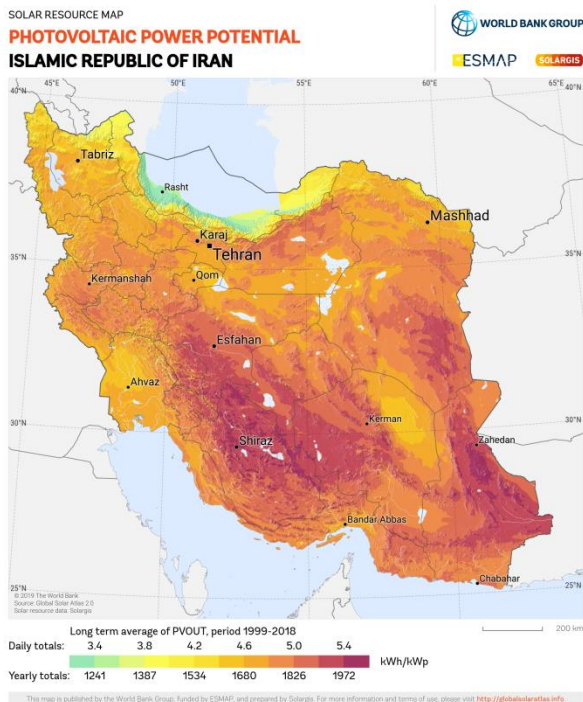 SOLAR RESOURCE MAP
PHOTOVOLTAIC POWER POTENTIAL
ISLAMIC REPUBLIC OF IRAN
WORLD BANK GROUP
ESMAP
SOLARGIS
45°E
50°E
55°E
60°E
65°E
40°N
40°N
Tabriz
Rasht
Mashhad
Karaj
Tehran
35°N
35°N
Qom
Kermanshah
Esfahan
Ahvaz
30°N
30°N
Kerman
Zahedan
Shiraz
Bandar Abbas
25°N
25°N
Chabahar
© 2019 The World Bank
Source: Global Solar Atlas 2.0
Solar resource data: Solargis
200 km
Long term average of PVOUT, period 1999-2018
Daily totals: 3.4 3.8 4.2 4.6 5.0 5.4
kWh/kWp
Yearly totals: 1241 1387 1534 1680 1826 1972
This map is published by the World Bank Group, funded by ESMAP, and prepared by Solargis. For more information and terms of use, please visit http://globalsolaratlas.info.